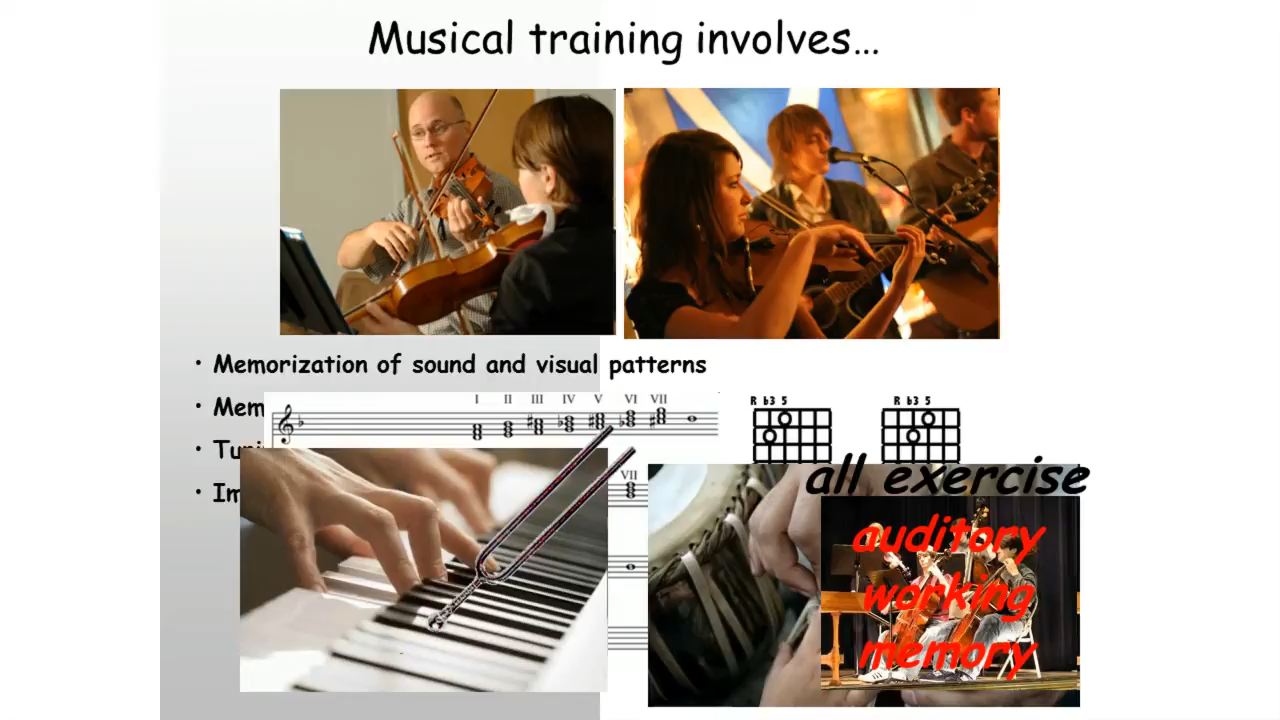 Musical training involves…
• Memorization of sound and visual patterns
• Mem
I II III IV V VI VII
R b3 5
R b3 5
• Tuni
all exercise
VII
• Im
auditory
working
memory